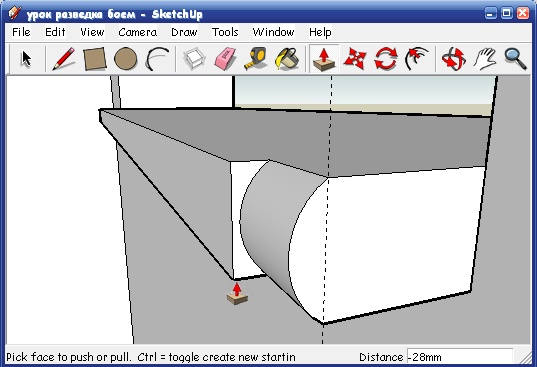 урок разведка боем - SketchUp
File Edit View Camera Draw Tools Window Help
Pick face to push or pull. Ctrl = toggle create new startin Distance -28mm